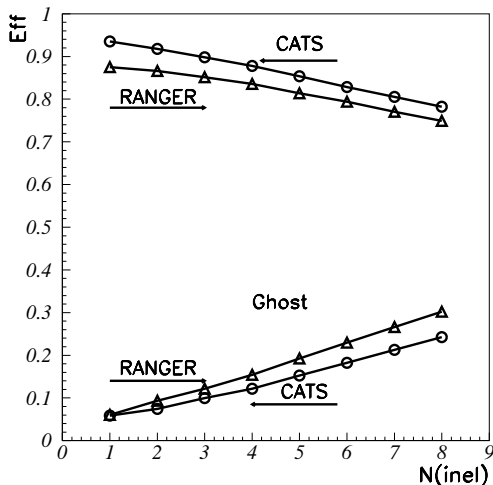 Eff
1
0.9
0.8
0.7
0.6
0.5
0.4
0.3
0.2
0.1
0
CATS
RANGER
Ghost
RANGER
CATS
0 1 2 3 4 5 6 7 8 9
N(inel)